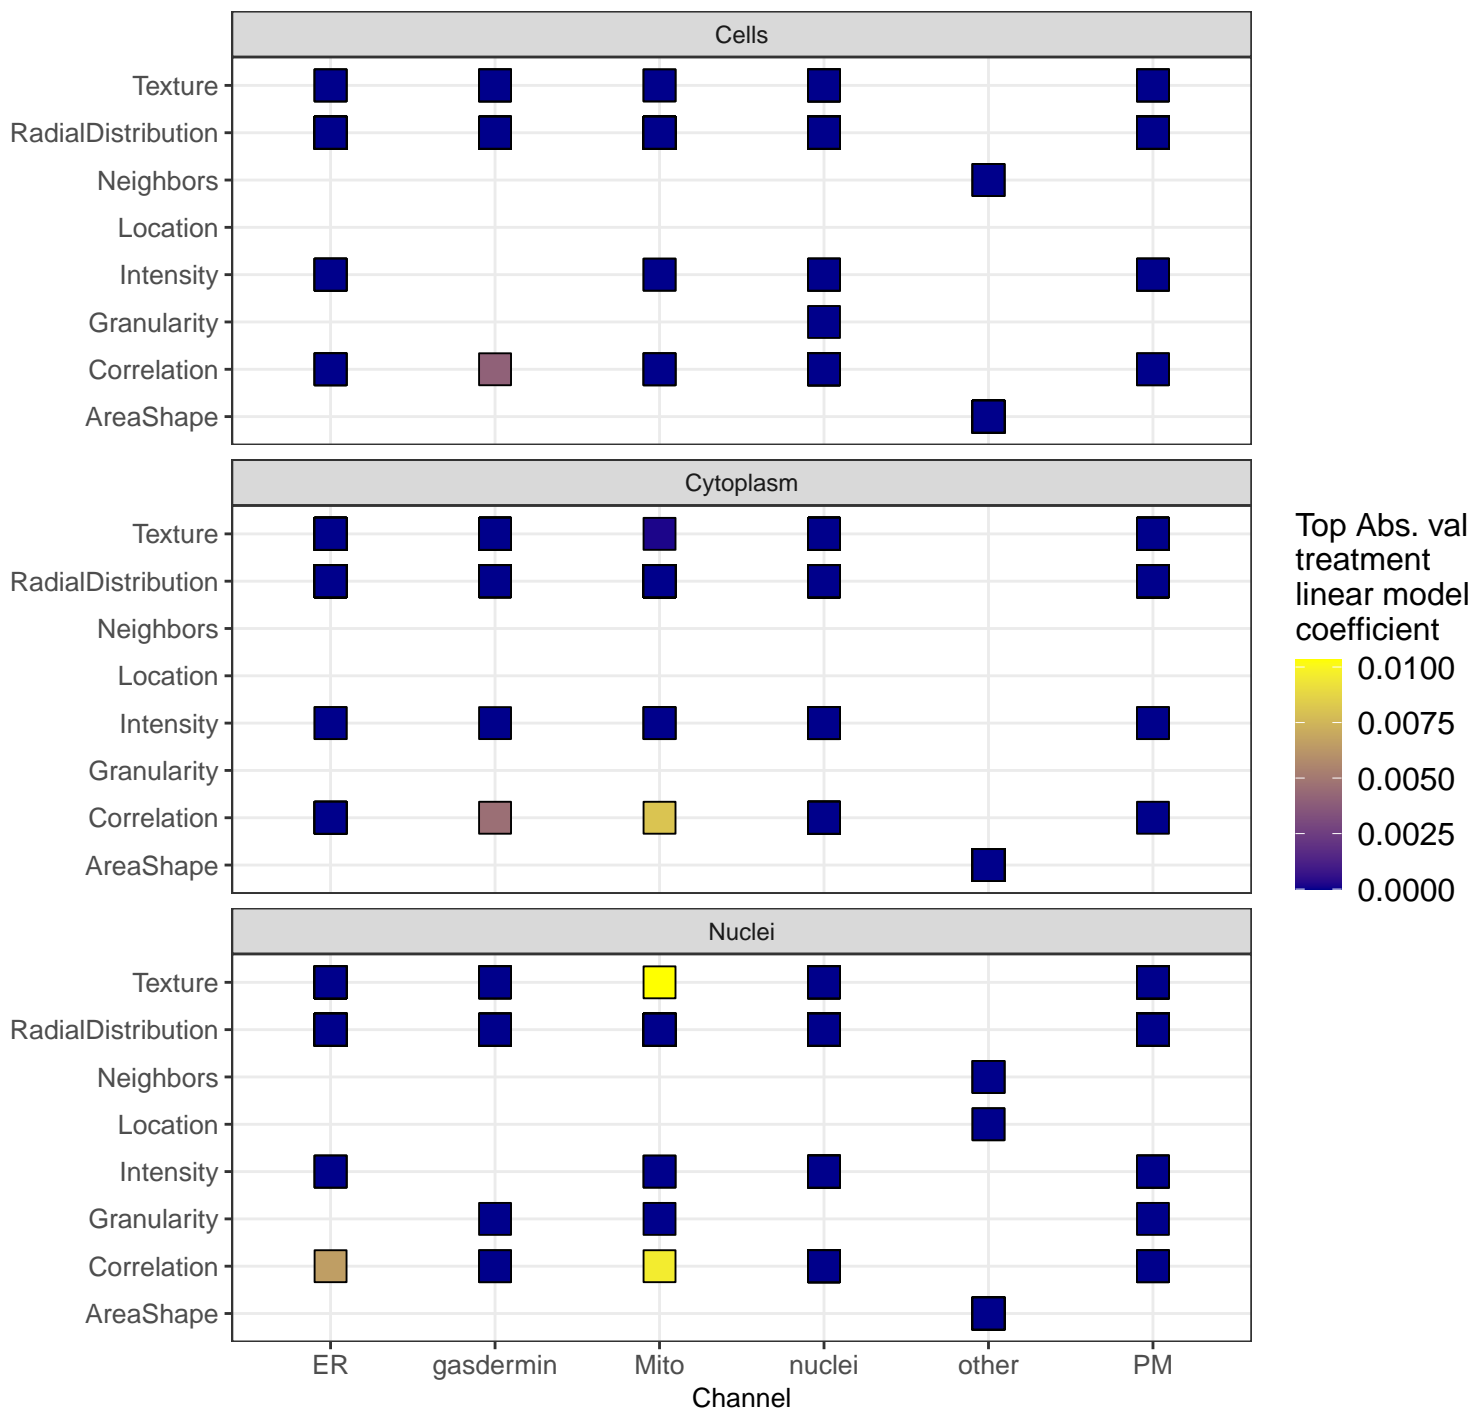 Cells
Texture
RadialDistribution
Neighbors
Location
Intensity
Granularity
Correlation
AreaShape
Cytoplasm
Texture
RadialDistribution
Neighbors
Location
Intensity
Granularity
Correlation
AreaShape
Nuclei
Texture
RadialDistribution
Neighbors
Location
Intensity
Granularity
Correlation
AreaShape
ER gasdermin Mito nuclei other PM
Channel
Top Abs. val
treatment
linear model
coefficient
0.0100
0.0075
0.0050
0.0025
0.0000